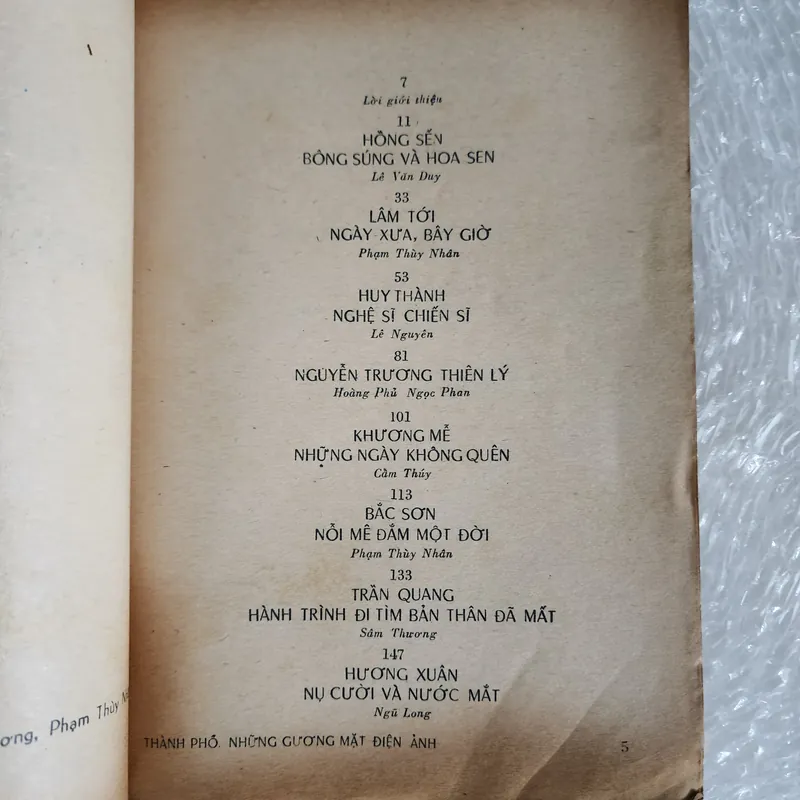 7
Lời giới thiệu
11
HỒNG SẾN
BÔNG SÚNG VÀ HOA SEN
Lê Văn Duy
33
LÂM TỚI
NGÀY XƯA, BÂY GIỜ
Phạm Thùy Nhân
53
HUY THÀNH
NGHỆ SĨ CHIẾN SĨ
Lê Nguyên
81
NGUYỄN TRƯƠNG THIÊN LÝ
Hoàng Phủ Ngọc Phan
101
KHƯƠNG MỄ
NHỮNG NGÀY KHÔNG QUÊN
Cầm Thúy
113
BẮC SƠN
NỖI MÊ ĐẮM MỘT ĐỜI
Phạm Thùy Nhân
133
TRẦN QUANG
HÀNH TRÌNH ĐI TÌM BẢN THÂN ĐÃ MẤT
Sâm Thương
147
HƯƠNG XUÂN
NỤ CƯỜI VÀ NƯỚC MẮT
Ngũ Long
ơng, Phạm Thùy
THÀNH PHỐ. NHỮNG GƯƠNG MẶT ĐIỆN ẢNH 5